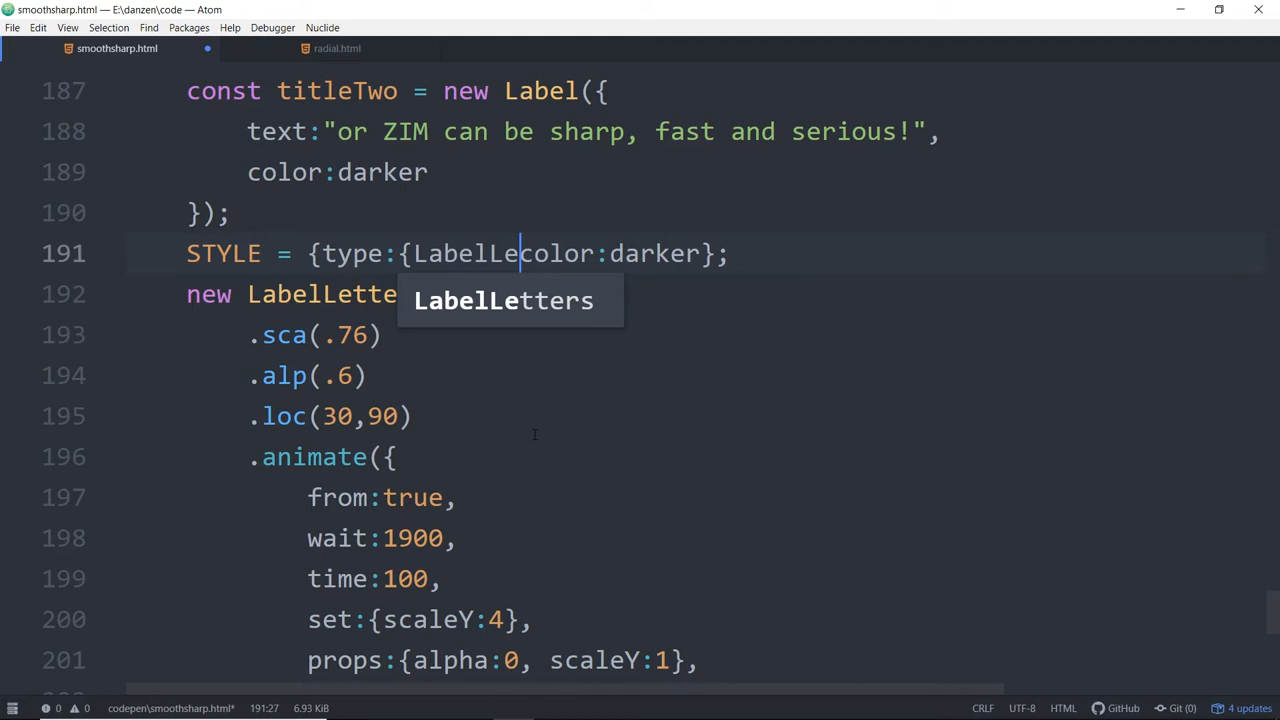 smoothsharp.html — E:\danzen\code — Atom
File Edit View Selection Find Packages Help Debugger Nuclide
smoothsharp.html radial.html
187 const titleTwo = new Label({
188 text:"or ZIM can be sharp, fast and serious!",
189 color:darker
190 });
191 STYLE = {type:{LabelLecolor:darker};
LabelLetters
192 new LabelLette
193 .sca(.76)
194 .alp(.6)
195 .loc(30,90)
196 .animate({
197 from:true,
198 wait:1900,
199 time:100,
200 set:{scaleY:4},
201 props:{alpha:0, scaleY:1},
0 0 codepen\smoothsharp.html* 191:27 6.93 KiB CRLF UTF-8 HTML GitHub Git (0) 4 updates